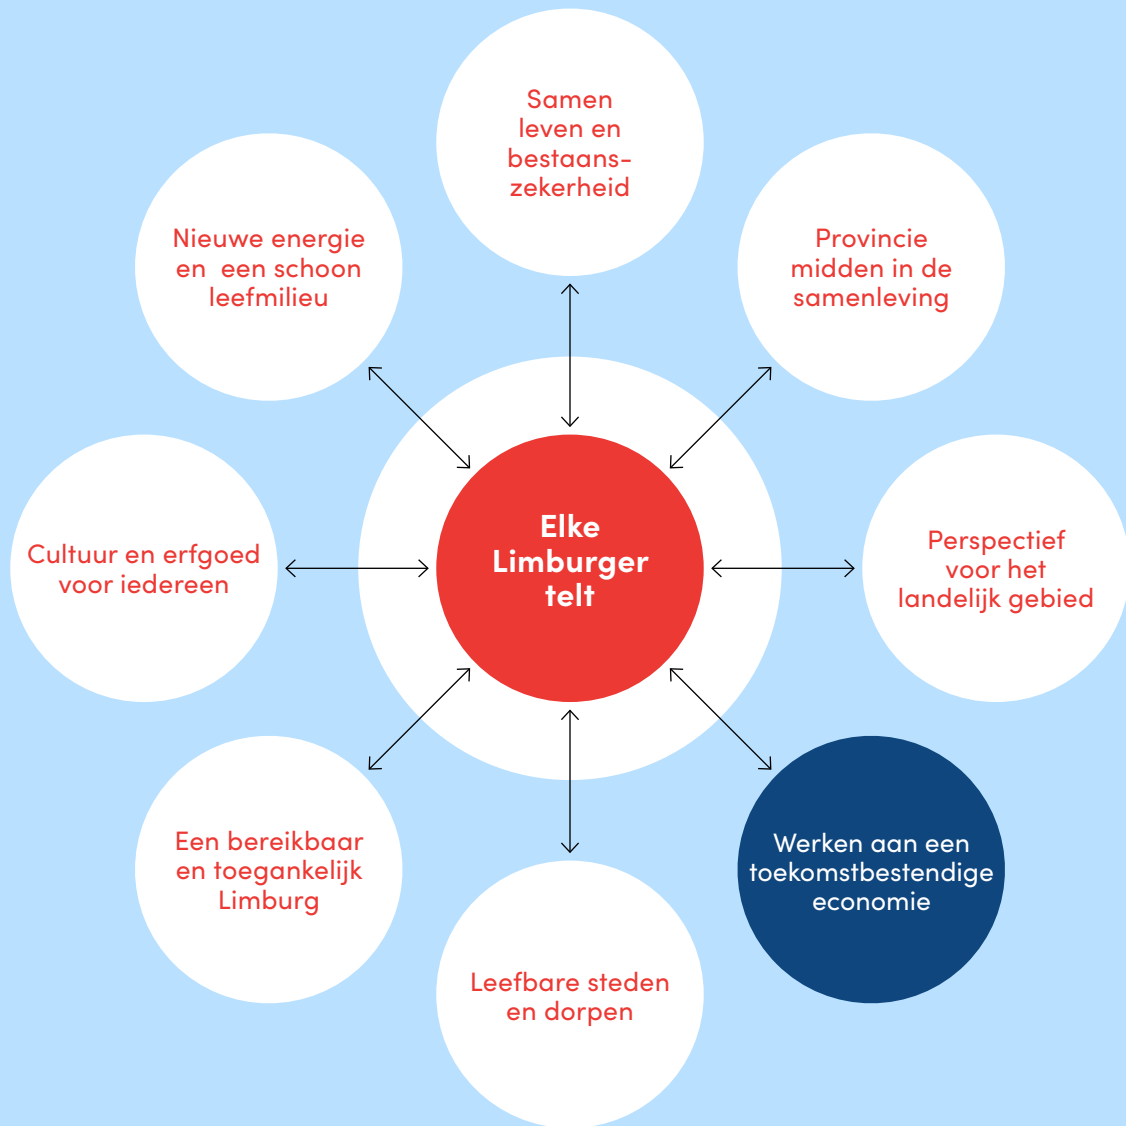 Samen
leven en
bestaans-
zekerheid
Nieuwe energie
en een schoon
leefmilieu
Provincie
midden in de
samenleving
Cultuur en erfgoed
voor iedereen
Elke
Limburger
telt
Perspectief
voor het
landelijk gebied
Een bereikbaar
en toegankelijk
Limburg
Werken aan een
toekomstbestendige
economie
Leefbare steden
en dorpen